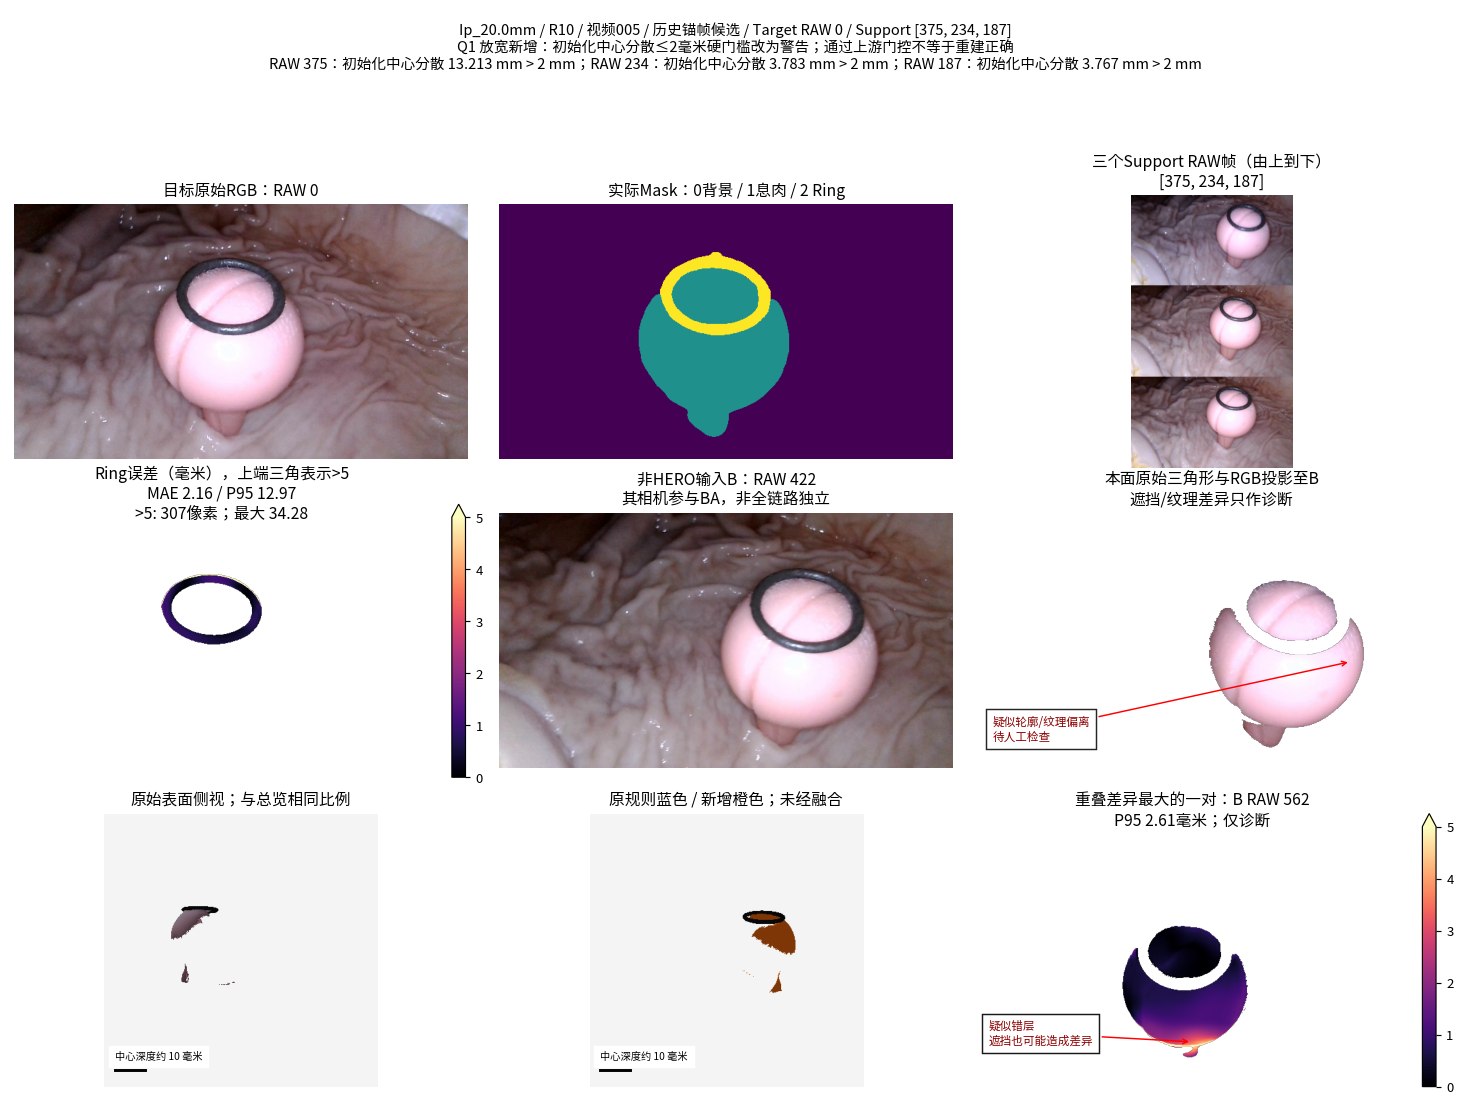 Ip_20.0mm / R10 / 视频005 / 历史锚帧候选 / Target RAW 0 / Support [375, 234, 187]
Q1 放宽新增：初始化中心分散≤2毫米硬门槛改为警告；通过上游门控不等于重建正确
RAW 375：初始化中心分散 13.213 mm > 2 mm；RAW 234：初始化中心分散 3.783 mm > 2 mm；RAW 187：初始化中心分散 3.767 mm > 2 mm
目标原始RGB：RAW 0
实际Mask：0背景 / 1息肉 / 2 Ring
三个Support RAW帧（由上到下）
[375, 234, 187]
Ring误差（毫米），上端三角表示>5
MAE 2.16 / P95 12.97
>5: 307像素；最大 34.28
5
4
3
2
1
0
非HERO输入B：RAW 422
其相机参与BA，非全链路独立
本面原始三角形与RGB投影至B
遮挡/纹理差异只作诊断
疑似轮廓/纹理偏离
待人工检查
原始表面侧视；与总览相同比例
中心深度约 10 毫米
原规则蓝色 / 新增橙色；未经融合
中心深度约 10 毫米
重叠差异最大的一对：B RAW 562
P95 2.61毫米；仅诊断
疑似错层
遮挡也可能造成差异
5
4
3
2
1
0